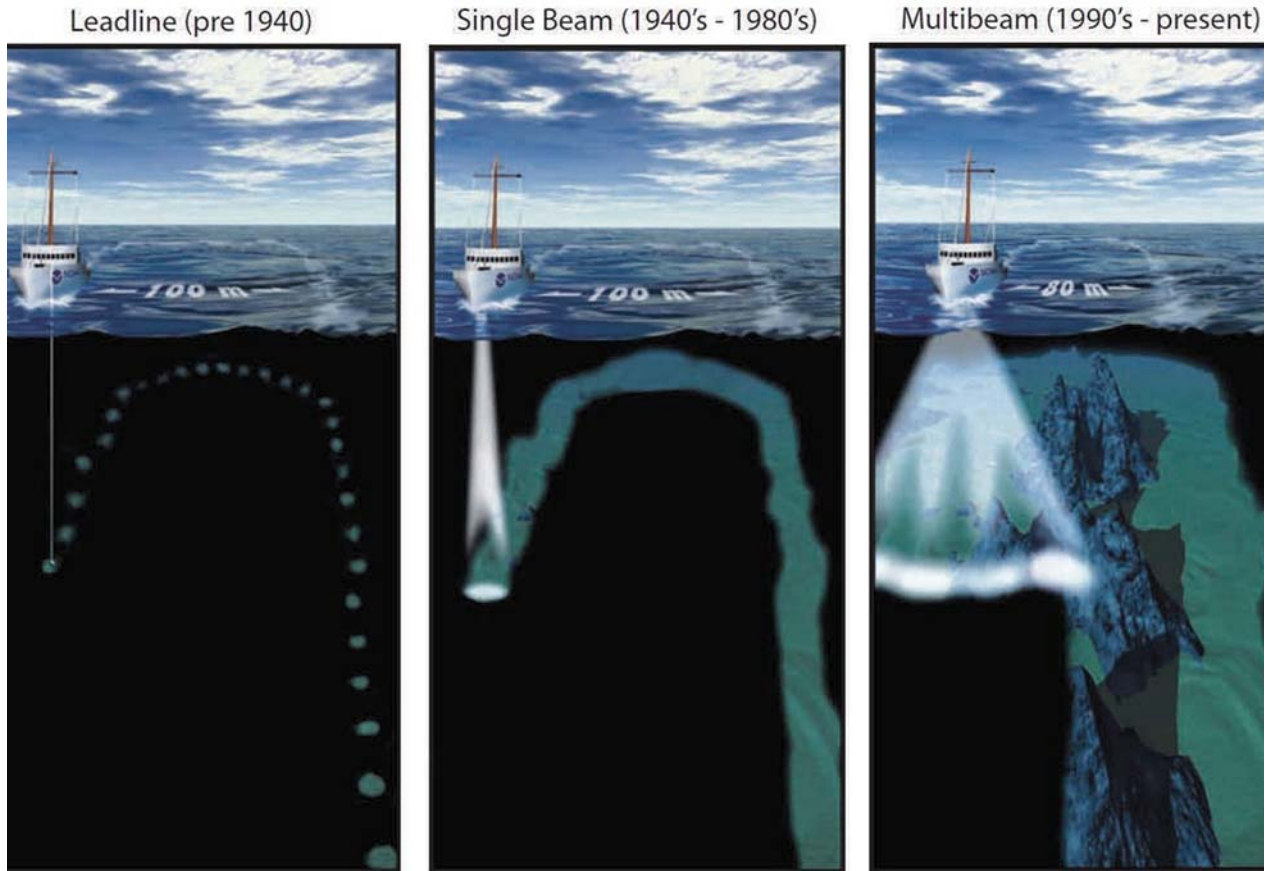 Leadline (pre 1940)
Single Beam (1940's - 1980's)
Multibeam (1990's - present)
100 m
100 m
80 m